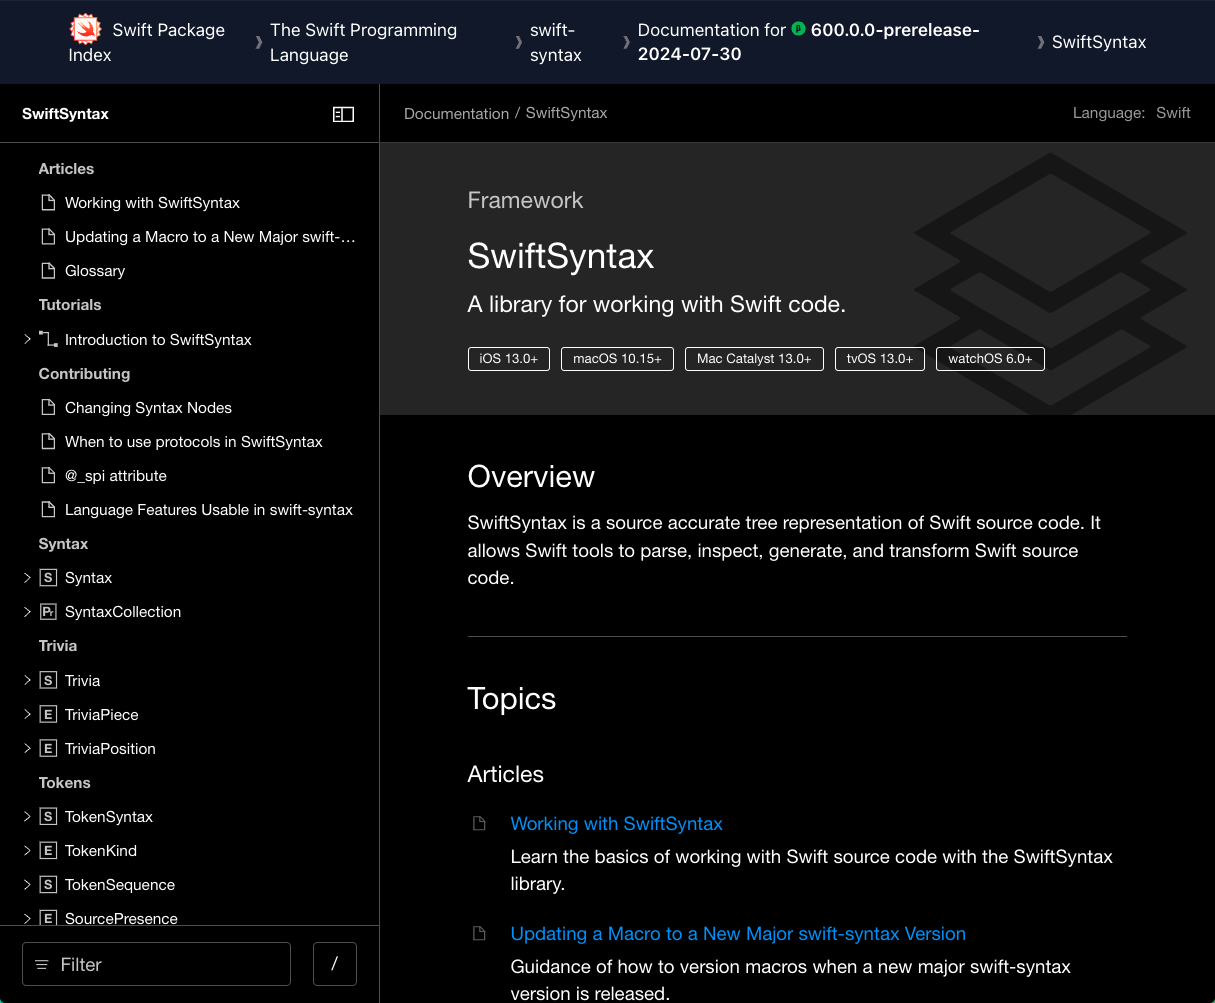 Swift Package Index
The Swift Programming Language
swift-syntax
Documentation for β 600.0.0-prerelease-2024-07-30
SwiftSyntax
SwiftSyntax
Articles
Working with SwiftSyntax
Updating a Macro to a New Major swift-…
Glossary
Tutorials
Introduction to SwiftSyntax
Contributing
Changing Syntax Nodes
When to use protocols in SwiftSyntax
@_spi attribute
Language Features Usable in swift-syntax
Syntax
S Syntax
Pr SyntaxCollection
Trivia
S Trivia
E TriviaPiece
E TriviaPosition
Tokens
S TokenSyntax
E TokenKind
S TokenSequence
E SourcePresence
Filter
/
Documentation / SwiftSyntax
Language: Swift
Framework
SwiftSyntax
A library for working with Swift code.
iOS 13.0+ macOS 10.15+ Mac Catalyst 13.0+ tvOS 13.0+ watchOS 6.0+
Overview
SwiftSyntax is a source accurate tree representation of Swift source code. It
allows Swift tools to parse, inspect, generate, and transform Swift source
code.
Topics
Articles
Working with SwiftSyntax
Learn the basics of working with Swift source code with the SwiftSyntax
library.
Updating a Macro to a New Major swift-syntax Version
Guidance of how to version macros when a new major swift-syntax
version is released.